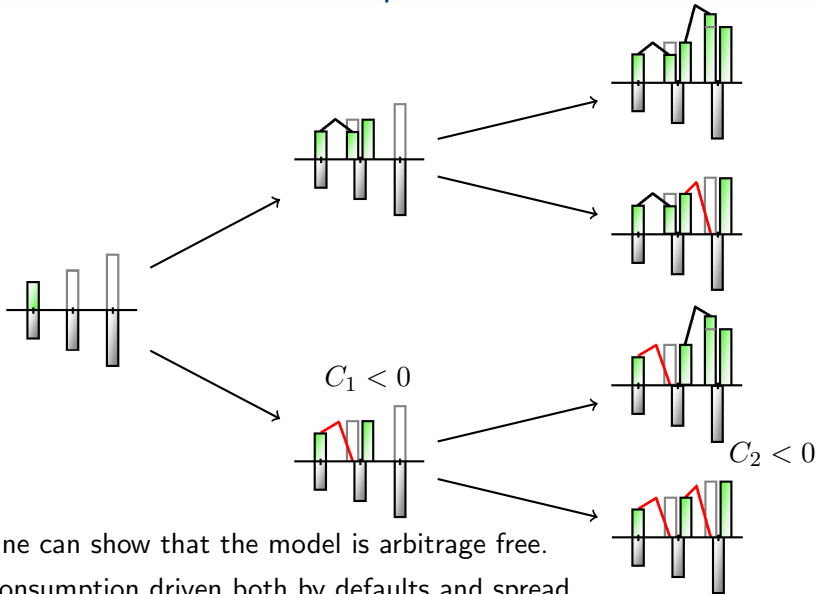 $C_1 < 0$
$C_2 < 0$
ne can show that the model is arbitrage free.
onsumption driven both by defaults and spread